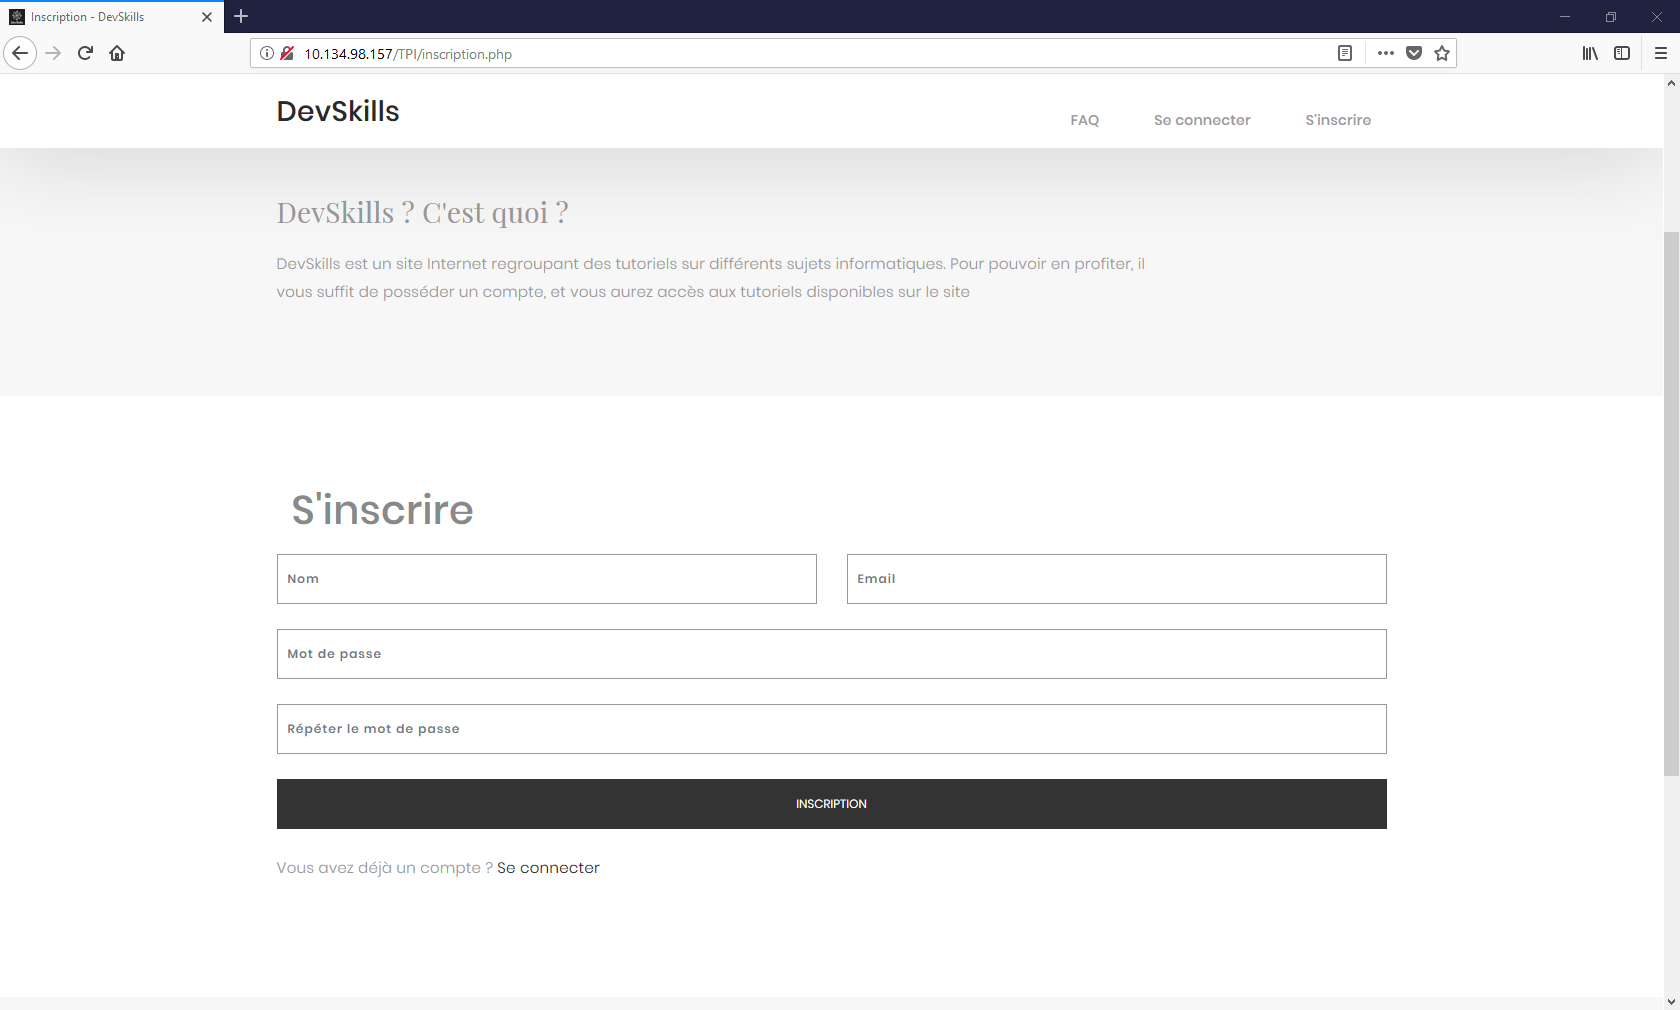 Inscription - DevSkills
10.134.98.157/TPI/inscription.php
DevSkills
FAQ
Se connecter
S'inscrire
DevSkills ? C'est quoi ?
DevSkills est un site Internet regroupant des tutoriels sur différents sujets informatiques. Pour pouvoir en profiter, il
vous suffit de posséder un compte, et vous aurez accès aux tutoriels disponibles sur le site
S'inscrire
Nom
Email
Mot de passe
Répéter le mot de passe
INSCRIPTION
Vous avez déjà un compte ? Se connecter